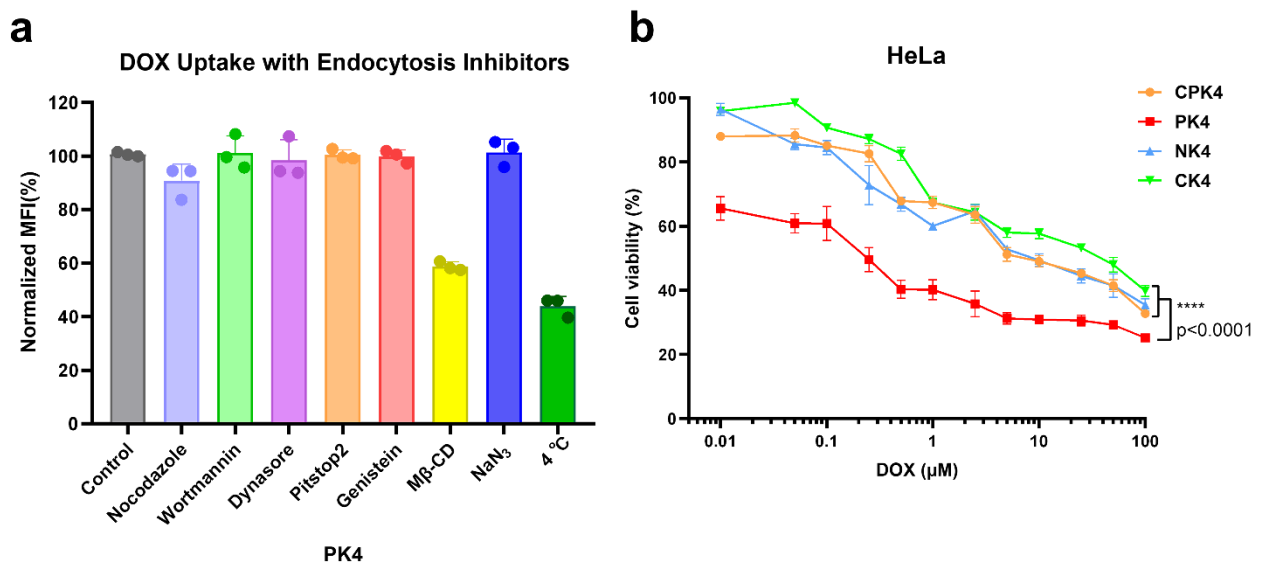 a
DOX Uptake with Endocytosis Inhibitors
Normalized MFI(%)
120
100
80
60
40
20
0
Control
Nocodazole
Wortmannin
Dynasore
Pitstop2
Genistein
Mβ-CD
NaN₃
4 °C
PK4
b
HeLa
Cell viability (%)
100
80
60
40
20
0
0.01
0.1
1
10
100
DOX (μM)
CPK4
PK4
NK4
CK4
****
p<0.0001